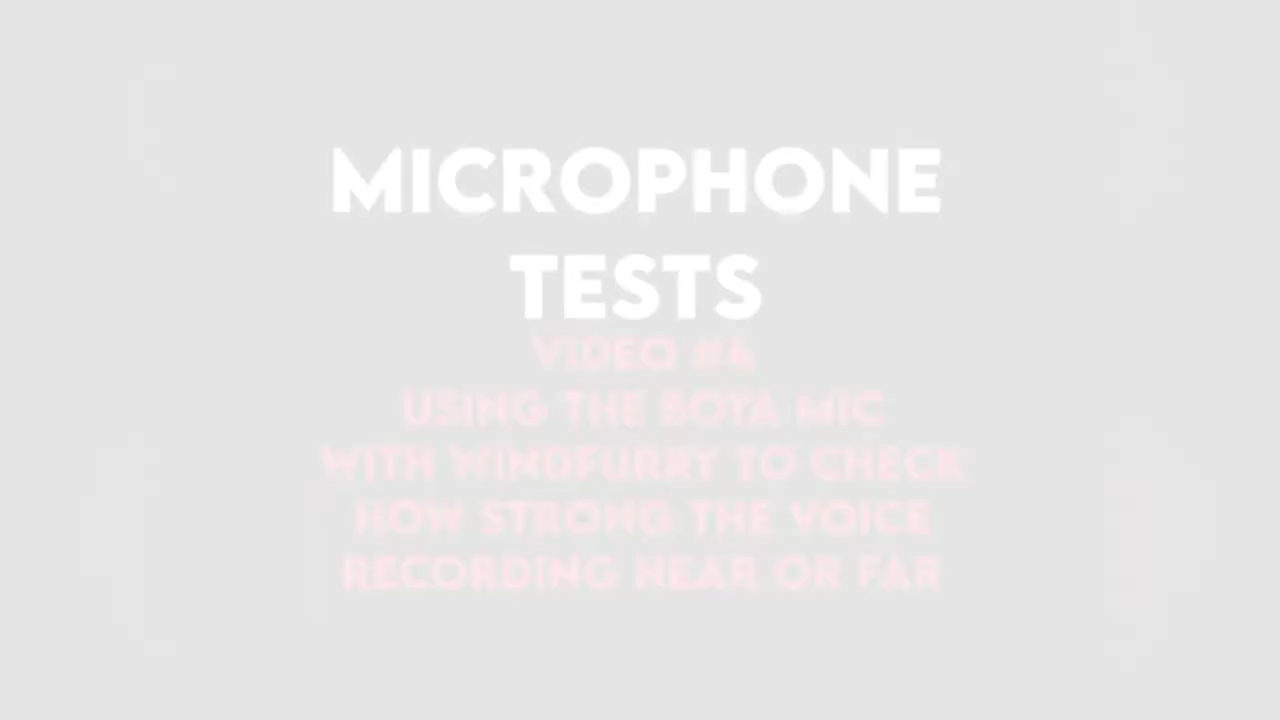 MICROPHONE
TESTS
VIDEO #4
USING THE BOYA MIC
WITH WINDFURRY TO CHECK
HOW STRONG THE VOICE
RECORDING NEAR OR FAR